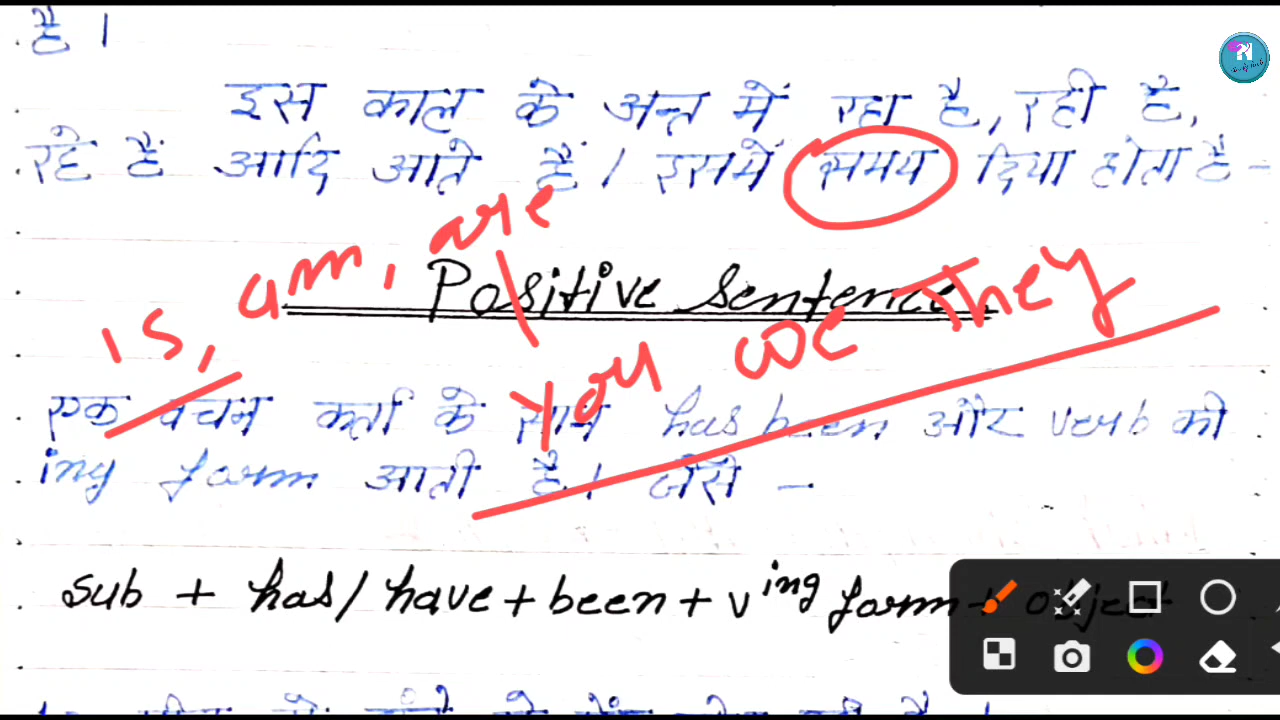 है ।
इस काल के अन्त में रहा है, रही है,
रहे हैं आदि आते हैं । इसमें समय दिया होता है -
is, am, are
Positive Sentence
you we They
एक वचन कर्ता के साथ has been और verb की
ing form आती है । जैसे -
sub + has/have + been + v ing form + object